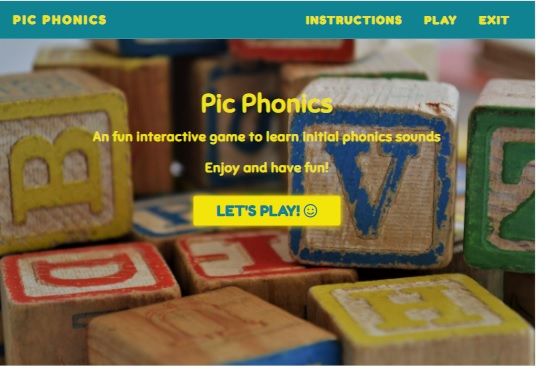 PIC PHONICS
INSTRUCTIONS PLAY EXIT
Pic Phonics
An fun interactive game to learn initial phonics sounds
Enjoy and have fun!
LET'S PLAY!
B
V
Z
D
H